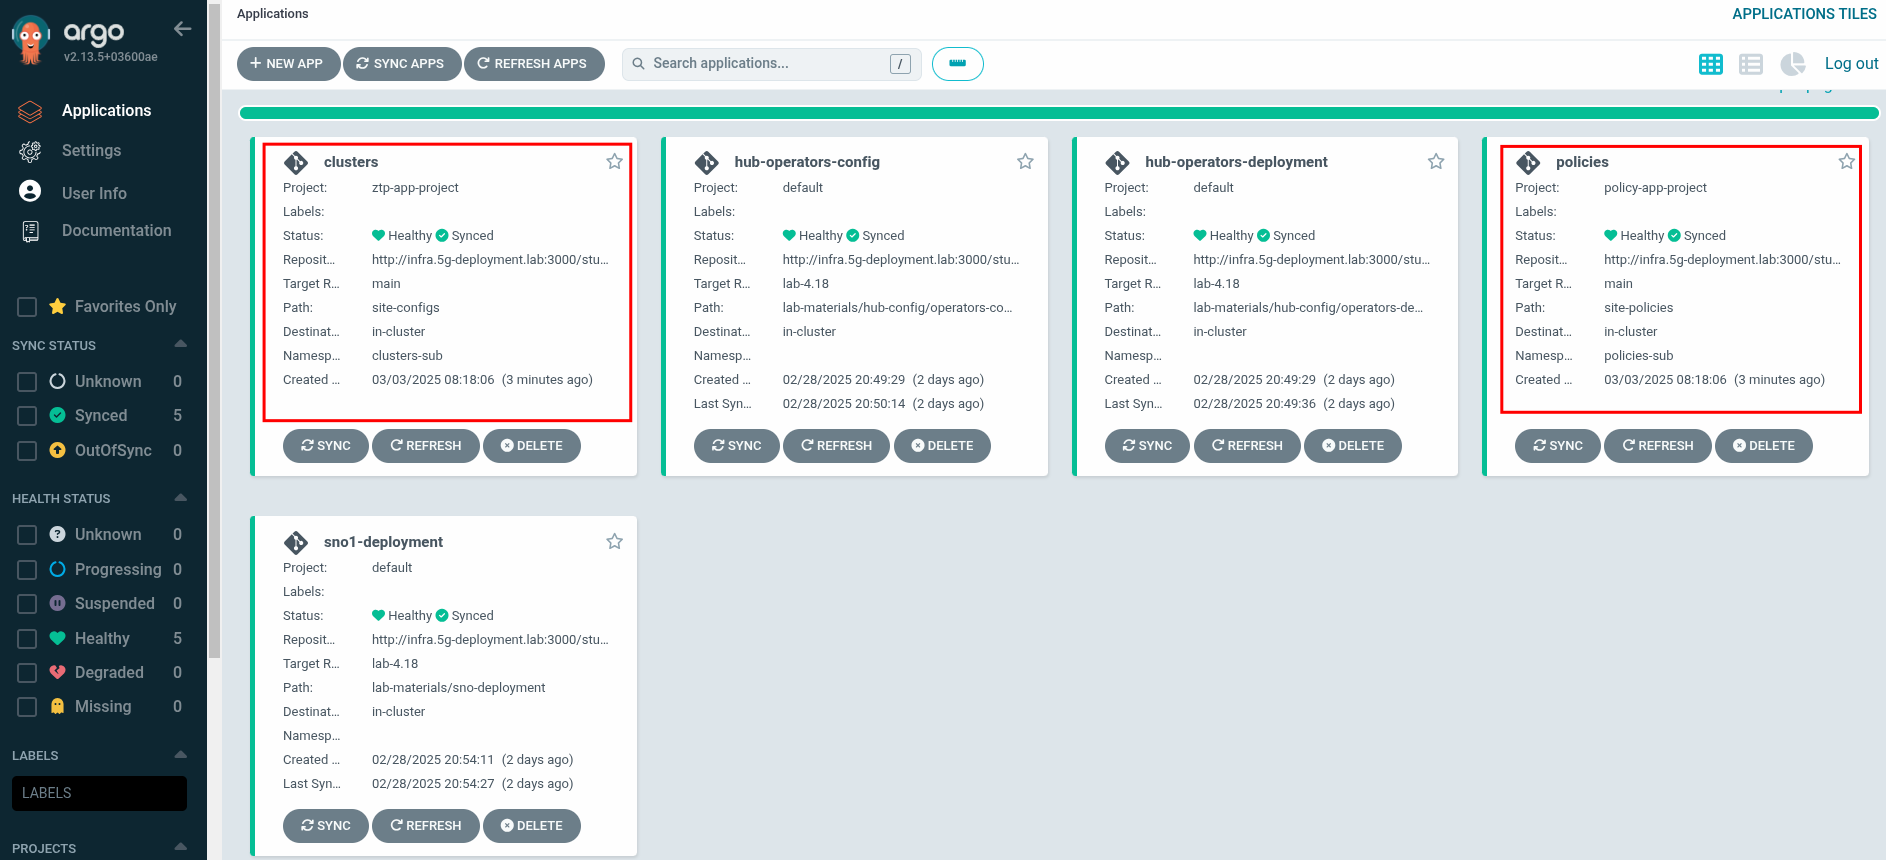 argo
v2.13.5+03600ae
Applications
Settings
User Info
Documentation
Favorites Only
SYNC STATUS
Unknown 0
Synced 5
OutOfSync 0
HEALTH STATUS
Unknown 0
Progressing 0
Suspended 0
Healthy 5
Degraded 0
Missing 0
LABELS
LABELS
PROJECTS
Applications
APPLICATIONS TILES
+ NEW APP
SYNC APPS
REFRESH APPS
Search applications...
/
Log out
clusters
Project: ztp-app-project
Labels:
Status: Healthy Synced
Reposit... http://infra.5g-deployment.lab:3000/stu...
Target R... main
Path: site-configs
Destinat... in-cluster
Namesp... clusters-sub
Created ... 03/03/2025 08:18:06 (3 minutes ago)
SYNC REFRESH DELETE
hub-operators-config
Project: default
Labels:
Status: Healthy Synced
Reposit... http://infra.5g-deployment.lab:3000/stu...
Target R... lab-4.18
Path: lab-materials/hub-config/operators-co...
Destinat... in-cluster
Namesp...
Created ... 02/28/2025 20:49:29 (2 days ago)
Last Syn... 02/28/2025 20:50:14 (2 days ago)
SYNC REFRESH DELETE
hub-operators-deployment
Project: default
Labels:
Status: Healthy Synced
Reposit... http://infra.5g-deployment.lab:3000/stu...
Target R... lab-4.18
Path: lab-materials/hub-config/operators-de...
Destinat... in-cluster
Namesp...
Created ... 02/28/2025 20:49:29 (2 days ago)
Last Syn... 02/28/2025 20:49:36 (2 days ago)
SYNC REFRESH DELETE
policies
Project: policy-app-project
Labels:
Status: Healthy Synced
Reposit... http://infra.5g-deployment.lab:3000/stu...
Target R... main
Path: site-policies
Destinat... in-cluster
Namesp... policies-sub
Created ... 03/03/2025 08:18:06 (3 minutes ago)
SYNC REFRESH DELETE
sno1-deployment
Project: default
Labels:
Status: Healthy Synced
Reposit... http://infra.5g-deployment.lab:3000/stu...
Target R... lab-4.18
Path: lab-materials/sno-deployment
Destinat... in-cluster
Namesp...
Created ... 02/28/2025 20:54:11 (2 days ago)
Last Syn... 02/28/2025 20:54:27 (2 days ago)
SYNC REFRESH DELETE